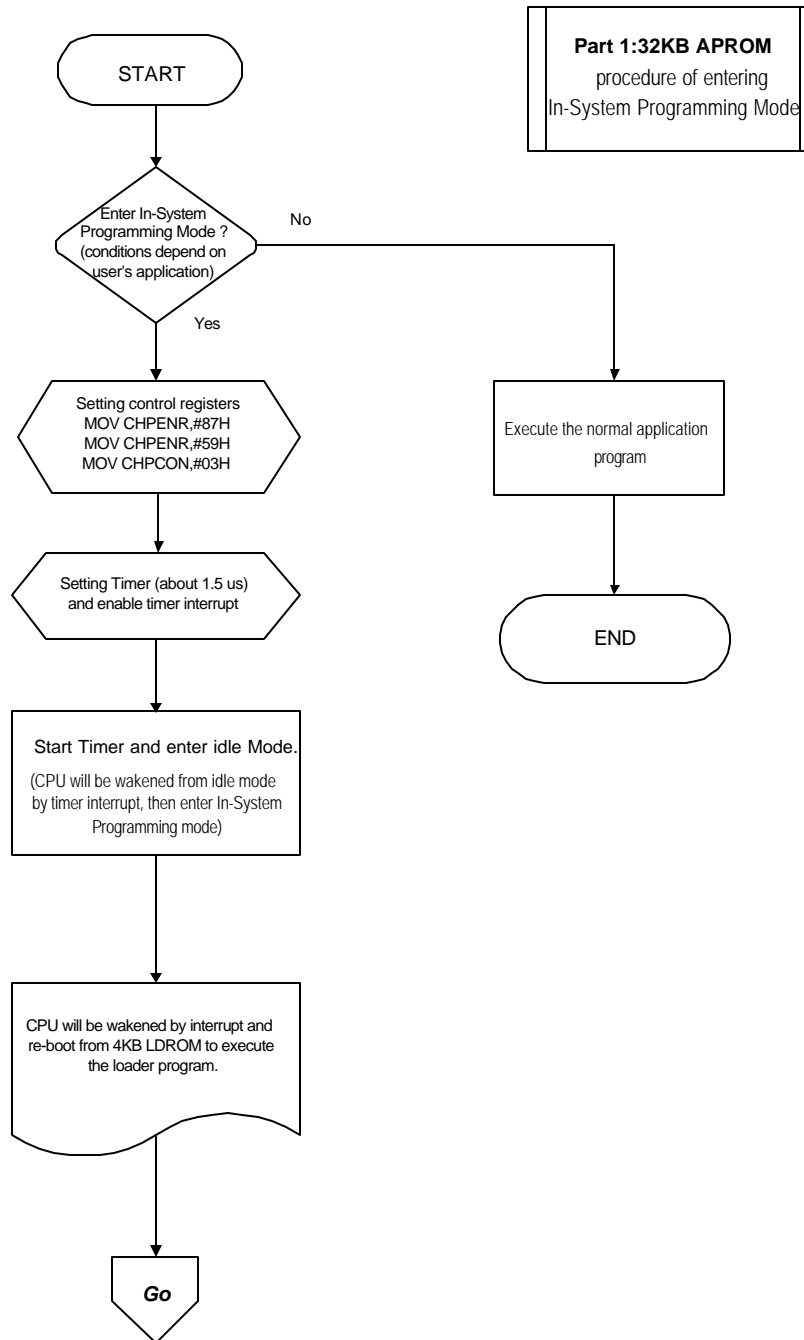 START
Part 1:32KB APROM
procedure of entering
In-System Programming Mode
Enter In-System
Programming Mode ?
(conditions depend on
user's application)
No
Yes
Setting control registers
MOV CHPENR,#87H
MOV CHPENR,#59H
MOV CHPCON,#03H
Execute the normal application
program
Setting Timer (about 1.5 us)
and enable timer interrupt
END
Start Timer and enter idle Mode.
(CPU will be wakened from idle mode
by timer interrupt, then enter In-System
Programming mode)
CPU will be wakened by interrupt and
re-boot from 4KB LDROM to execute
the loader program.
Go